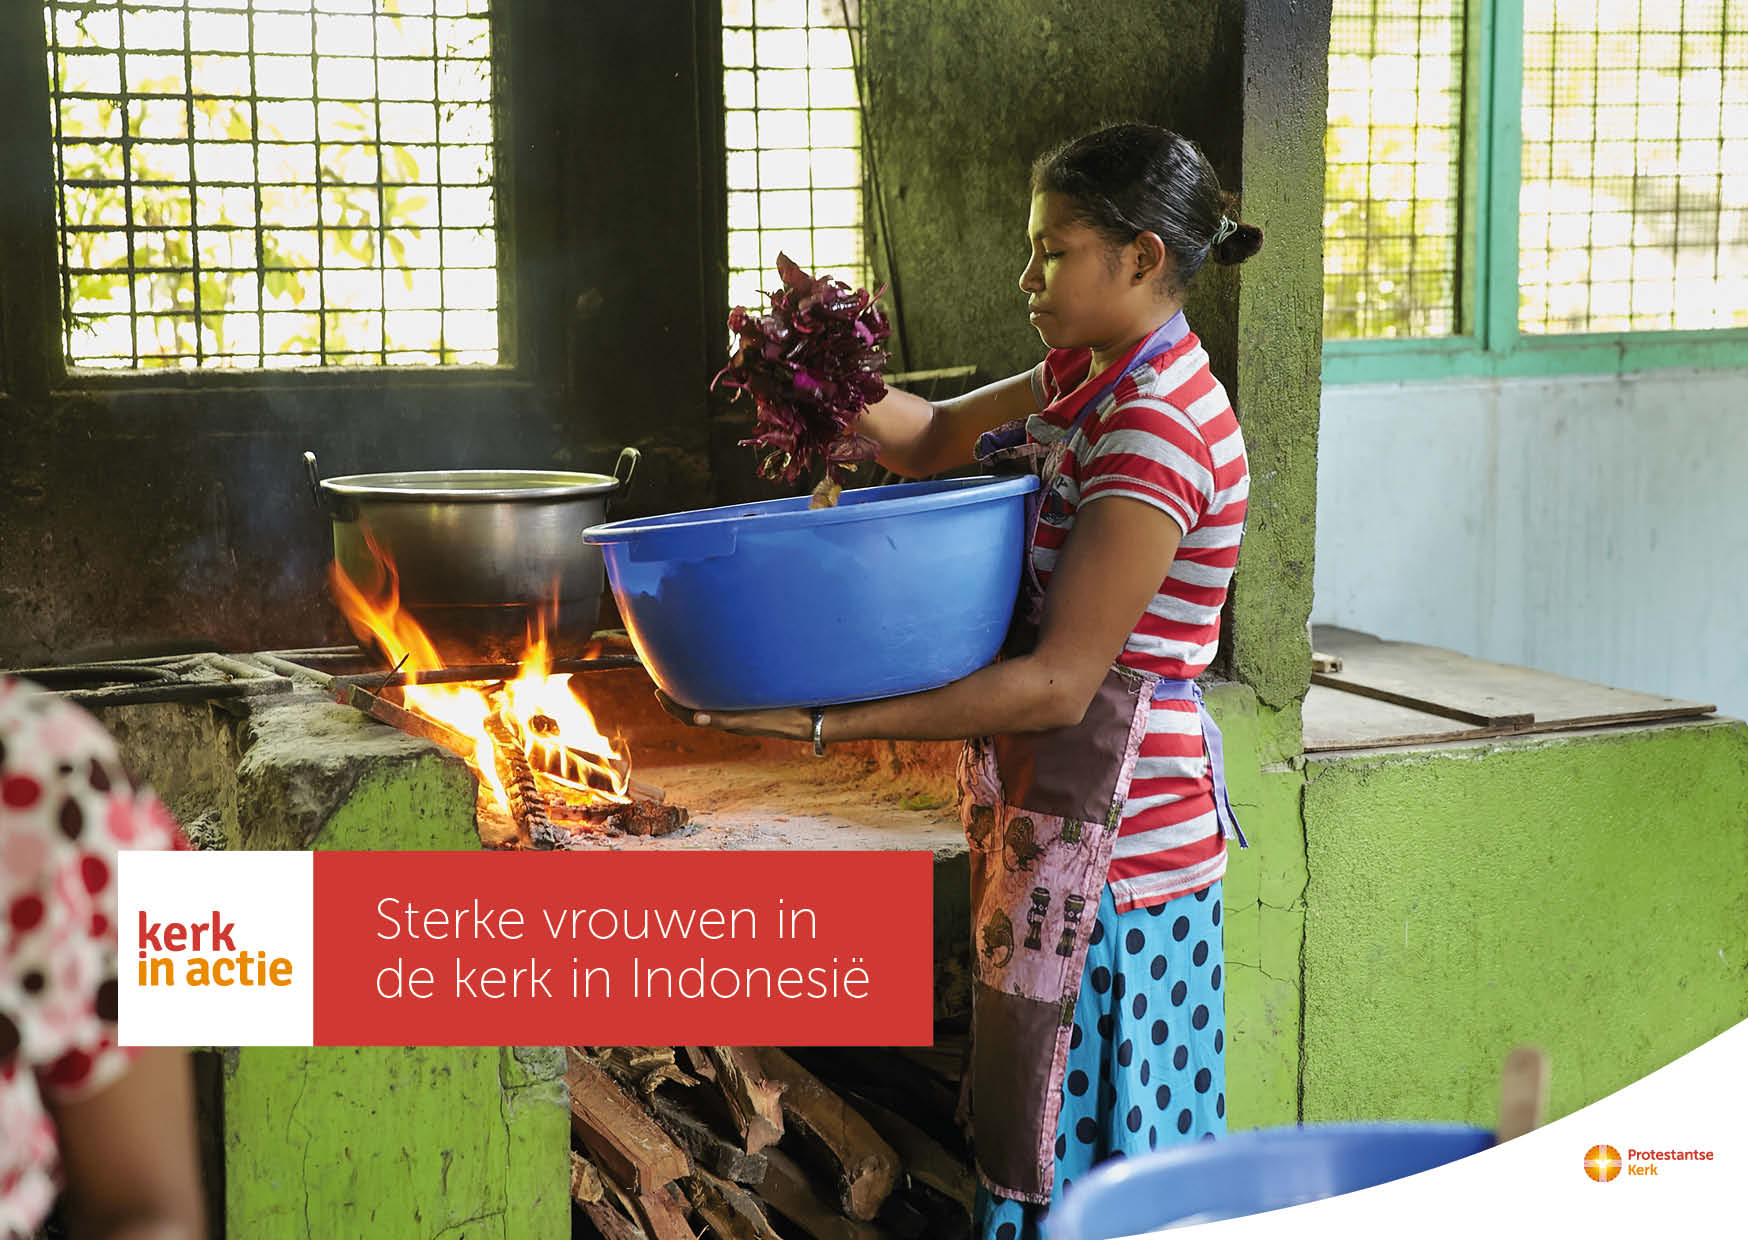 kerk
in actie
Sterke vrouwen in
de kerk in Indonesië
Protestantse
Kerk